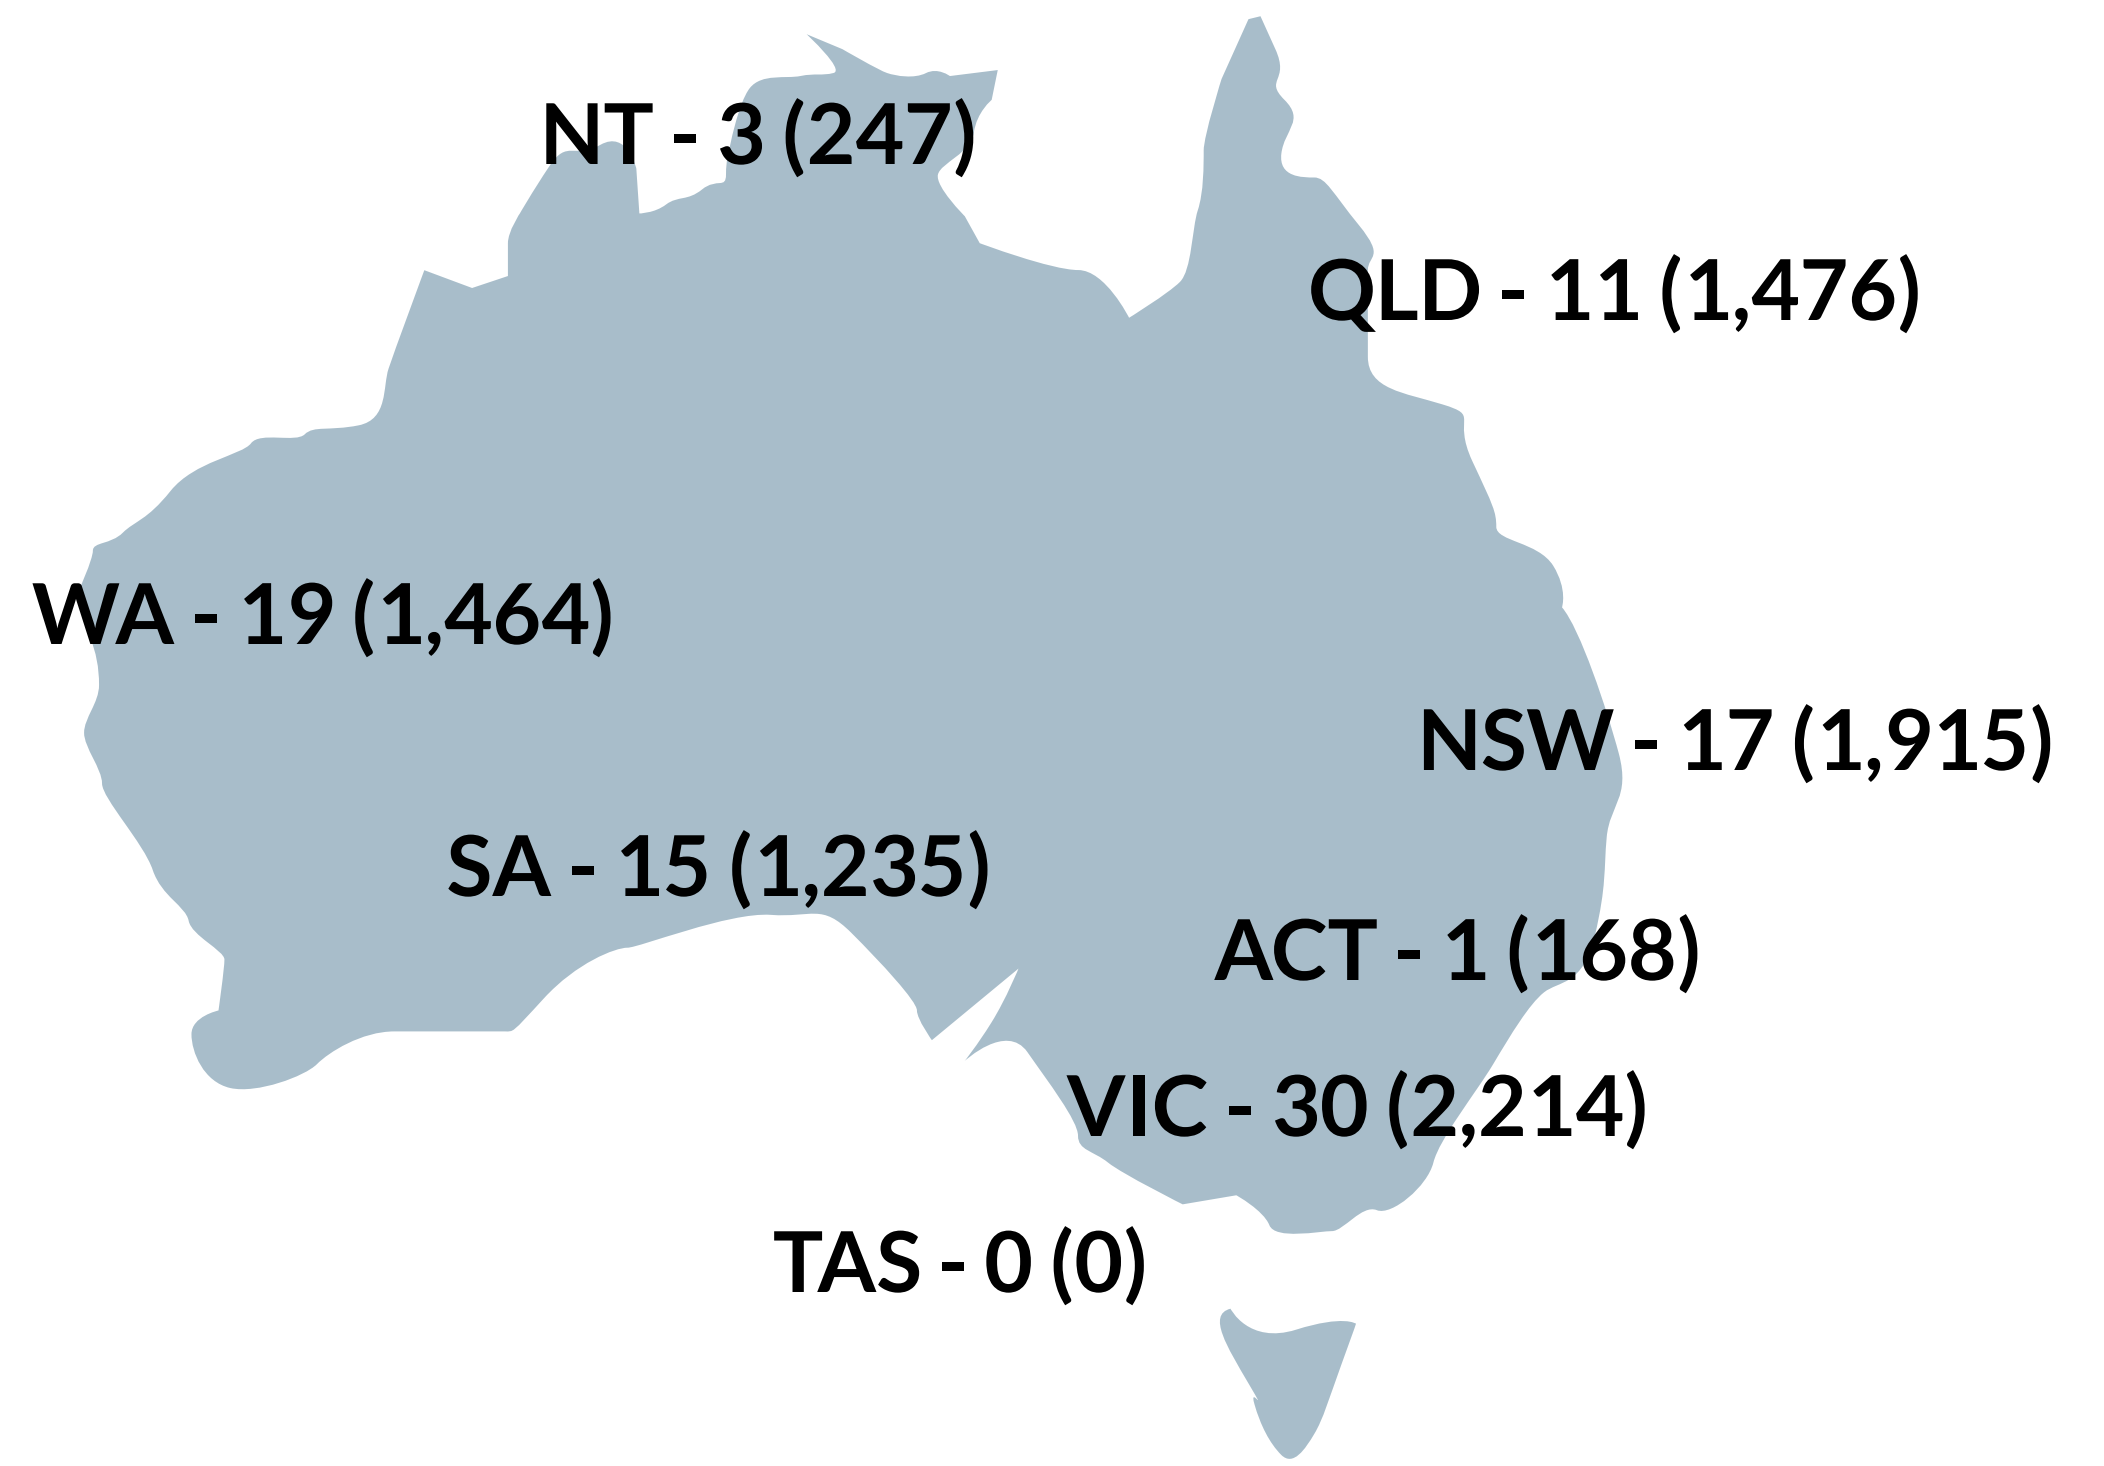 NT - 3 (247)
QLD - 11 (1,476)
WA - 19 (1,464)
NSW - 17 (1,915)
SA - 15 (1,235)
ACT - 1 (168)
VIC - 30 (2,214)
TAS - 0 (0)